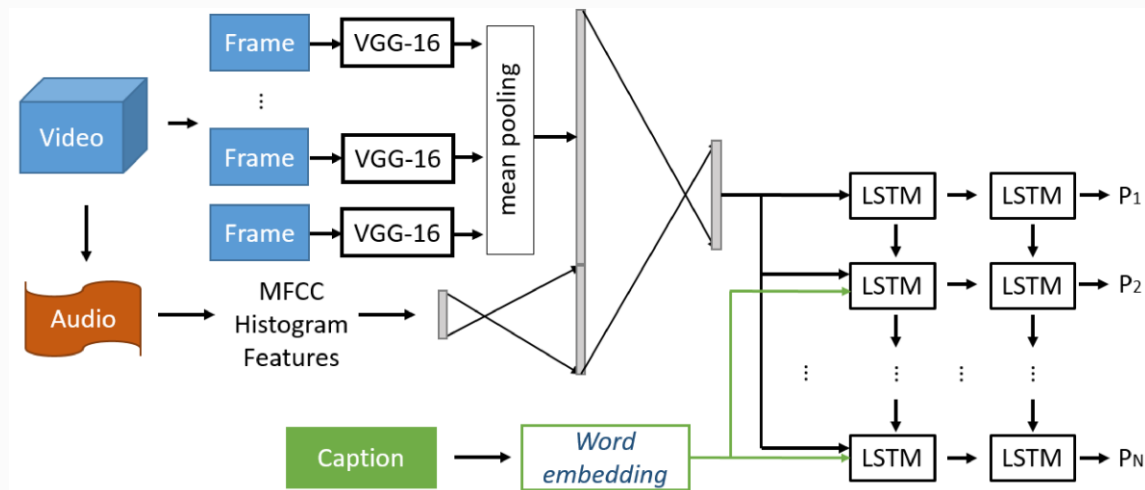 Frame
VGG-16
Video
⋮
Frame
VGG-16
mean pooling
Frame
VGG-16
Audio
MFCC
Histogram
Features
Caption
Word
embedding
LSTM
LSTM
P1
LSTM
LSTM
P2
⋮
⋮
⋮
⋮
LSTM
LSTM
PN